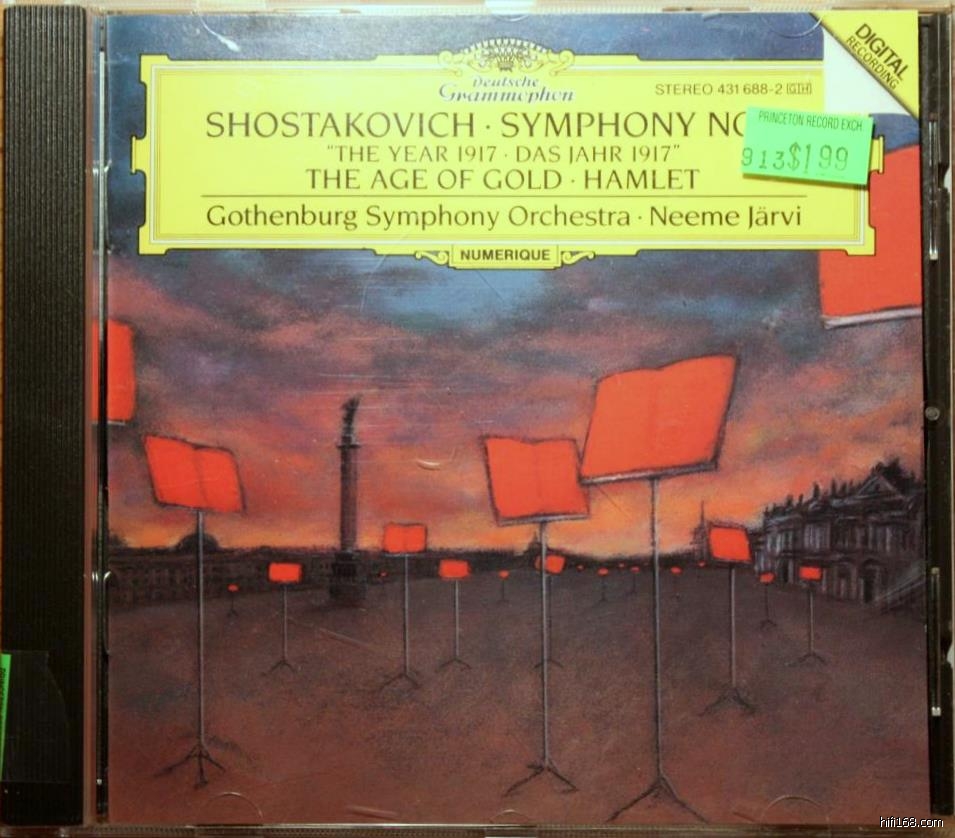 Deutsche
Grammophon
STEREO 431 688-2 GH
DIGITAL
RECORDING
SHOSTAKOVICH · SYMPHONY NO
"THE YEAR 1917 · DAS JAHR 1917"
THE AGE OF GOLD · HAMLET
Gothenburg Symphony Orchestra · Neeme Järvi
NUMERIQUE
PRINCETON RECORD EXCH
913$1.99
hifi168.com